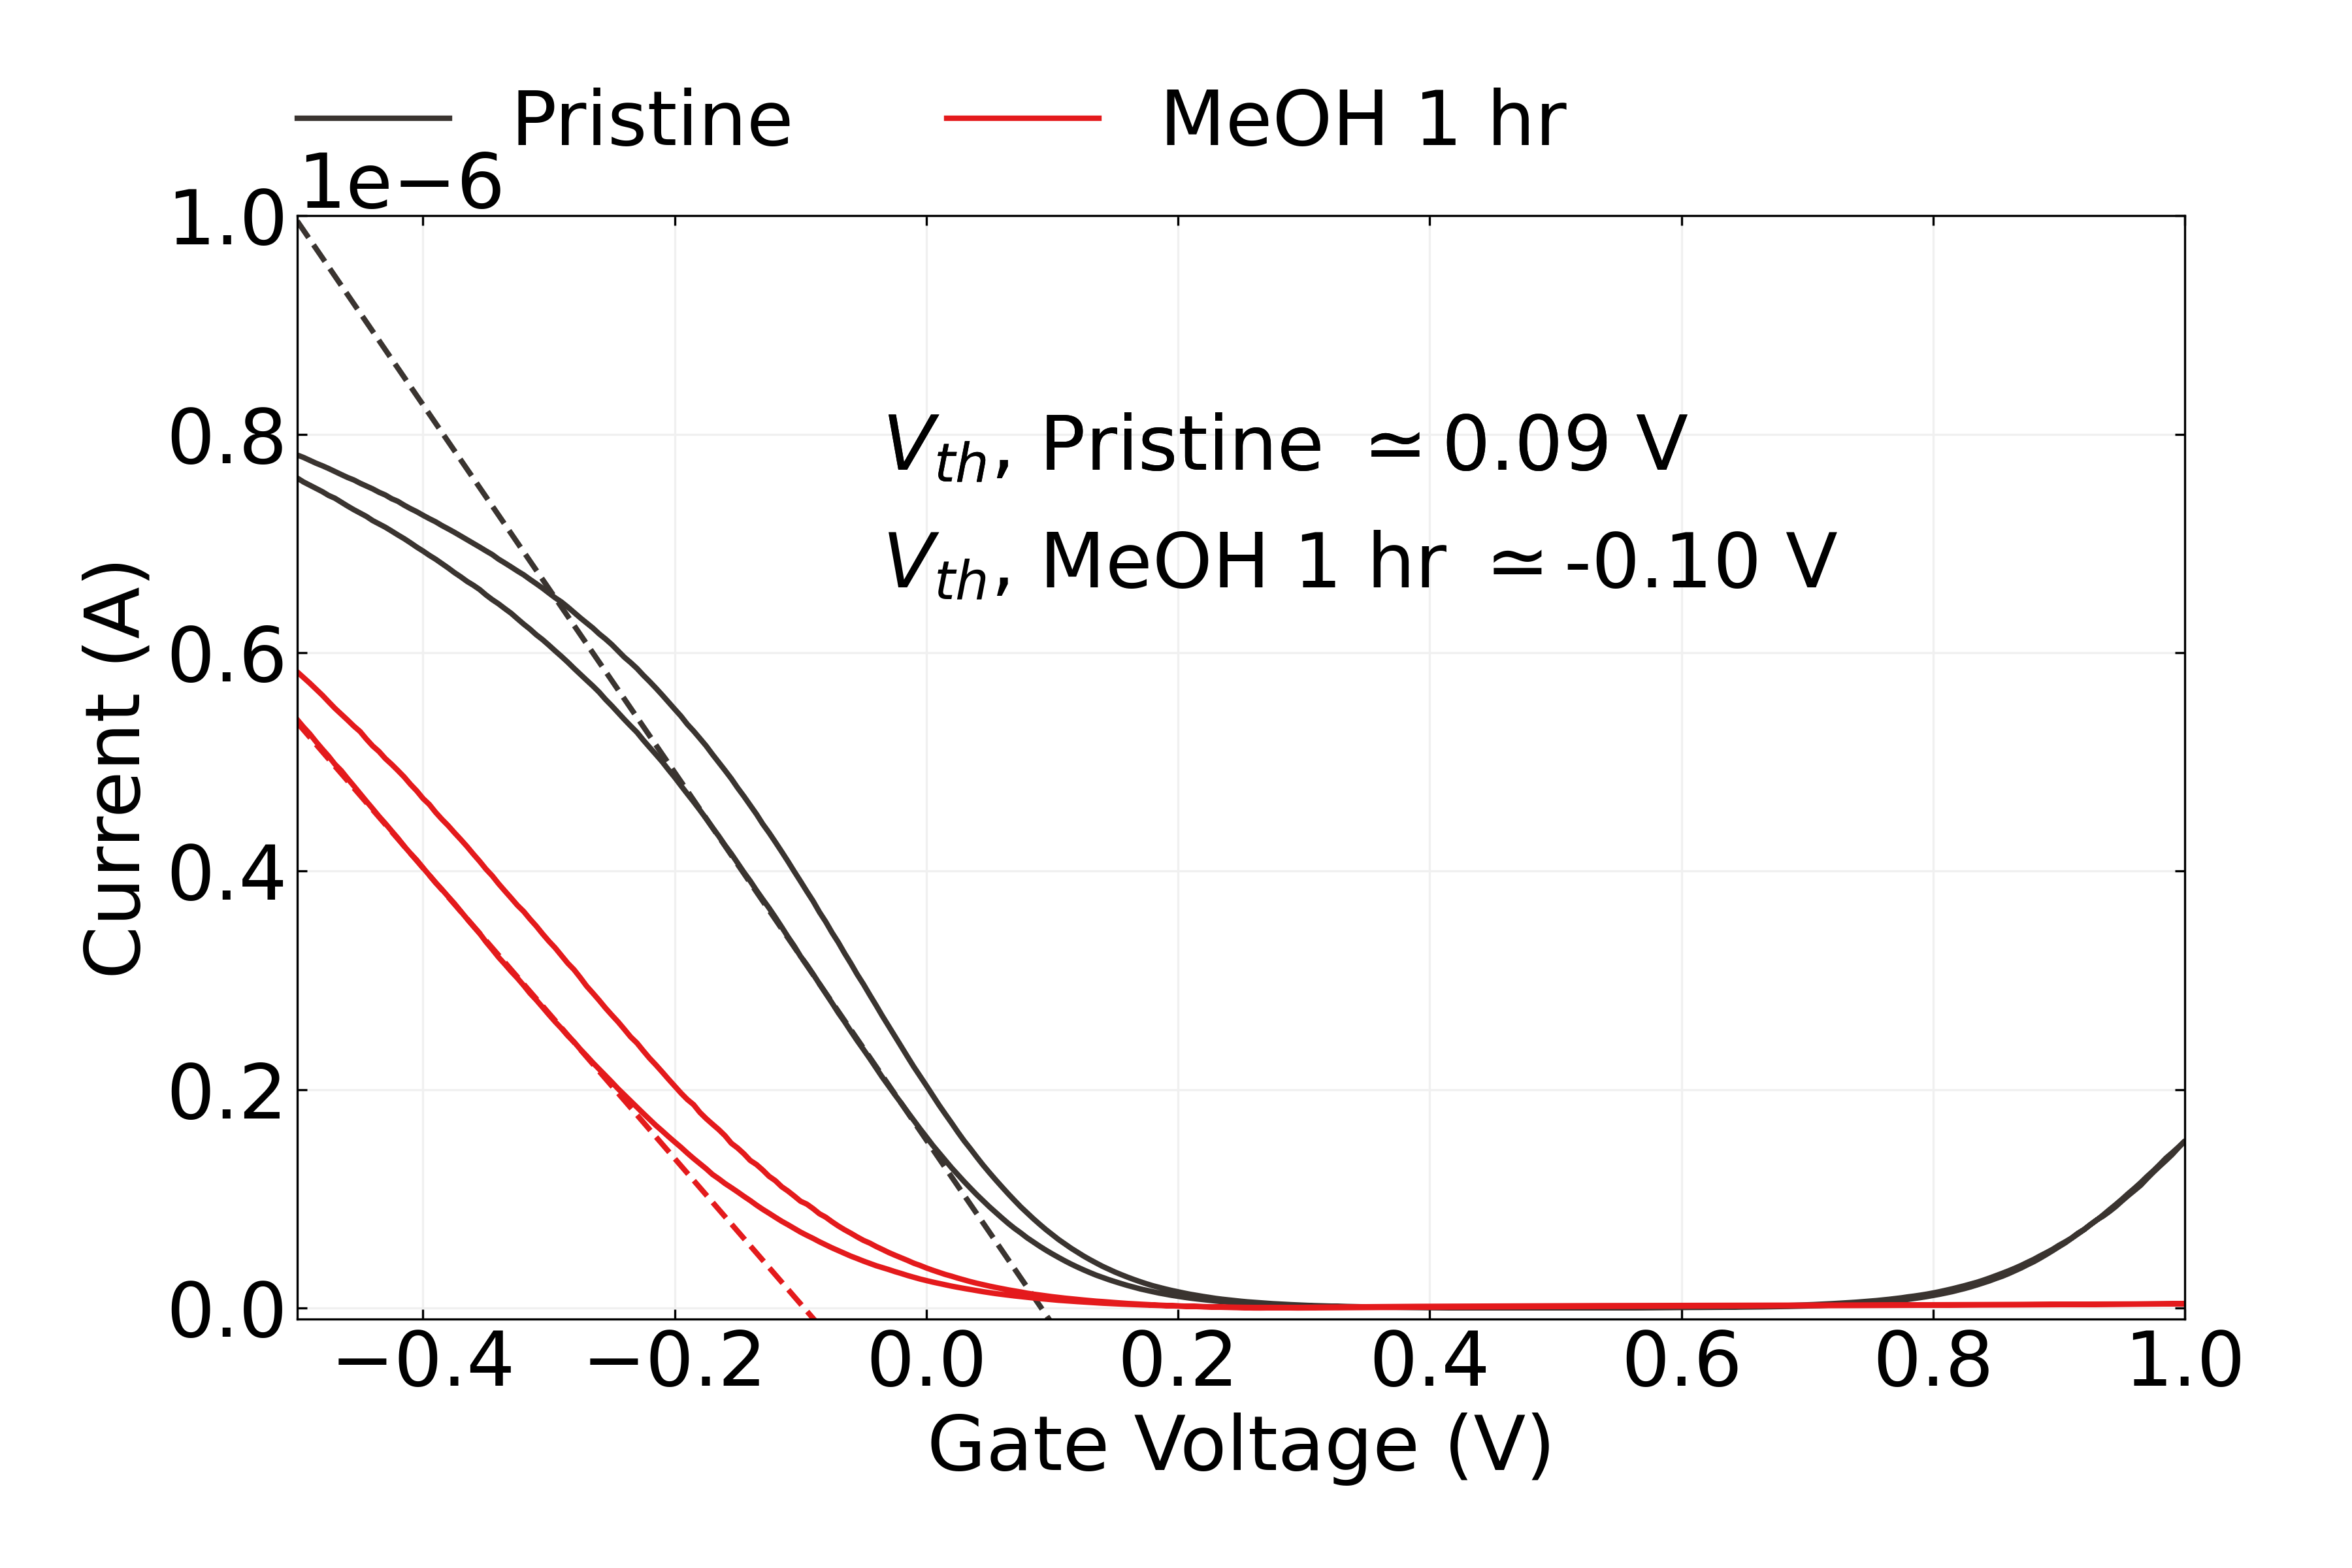 Pristine MeOH 1 hr
1e−6
1.0
0.8
0.6
0.4
0.2
0.0
Current (A)
V_th, Pristine ≃ 0.09 V
V_th, MeOH 1 hr ≃ -0.10 V
−0.4 −0.2 0.0 0.2 0.4 0.6 0.8 1.0
Gate Voltage (V)